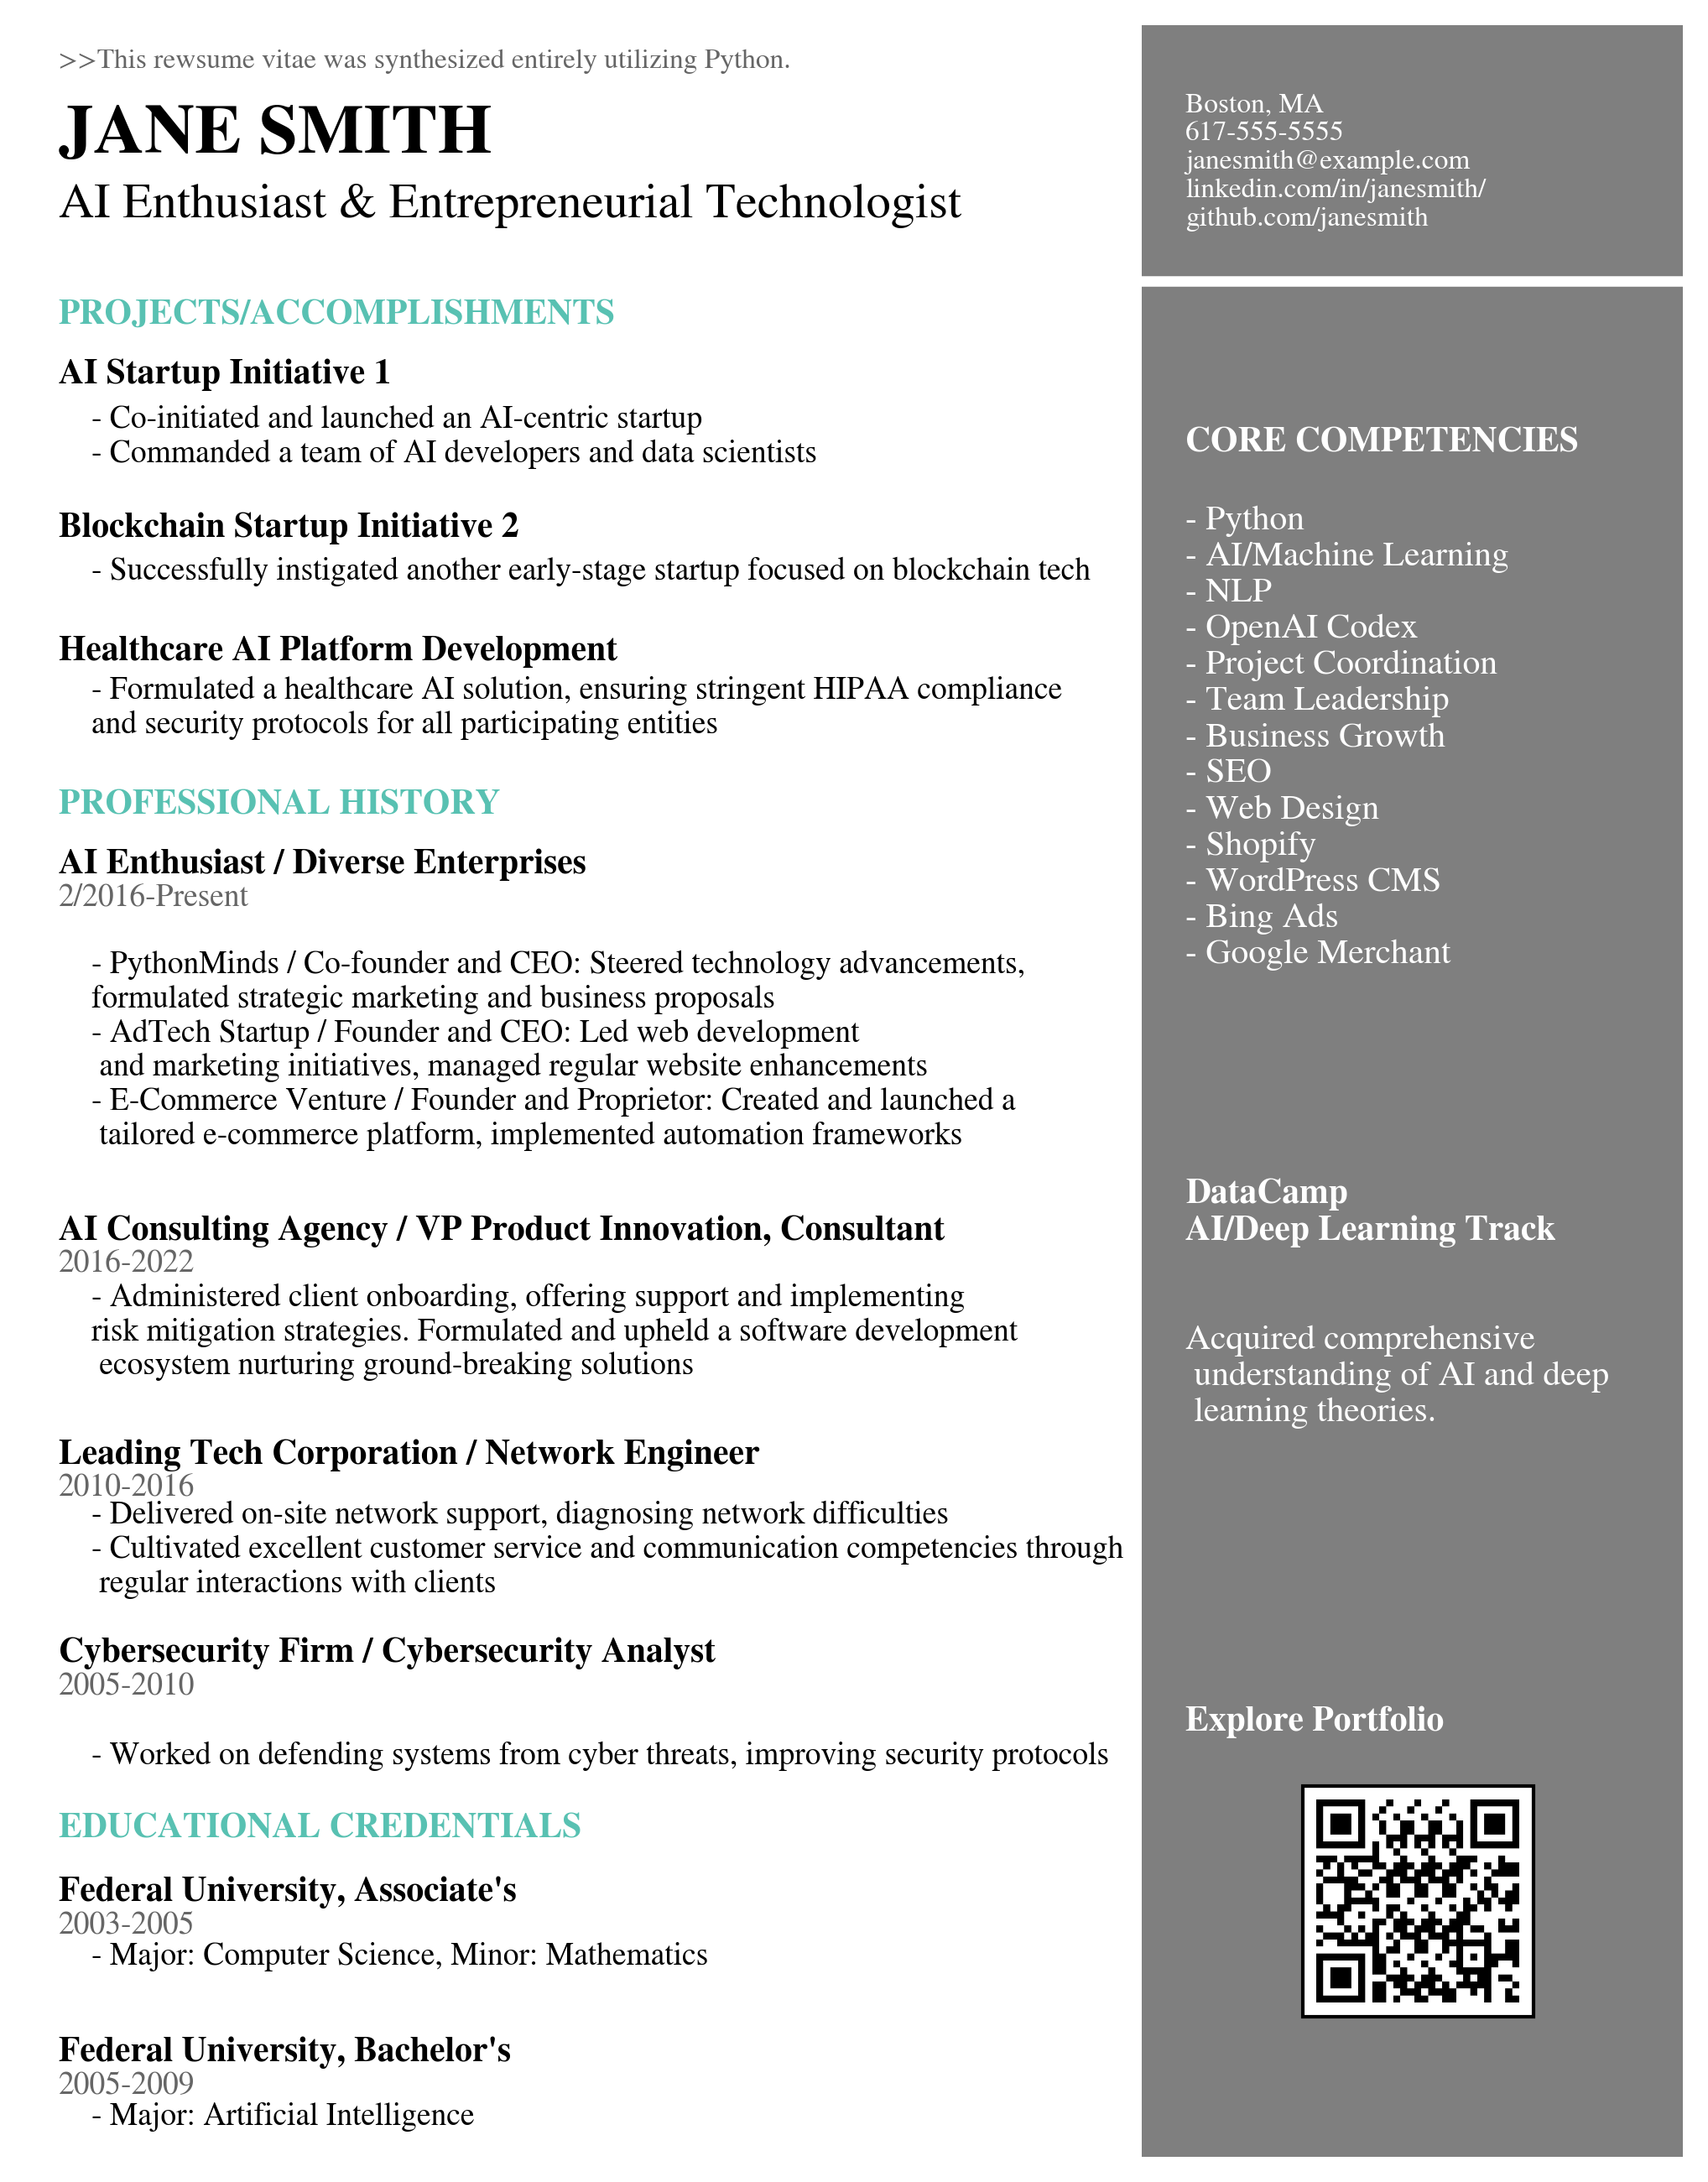 >>This rewsume vitae was synthesized entirely utilizing Python.
JANE SMITH
AI Enthusiast & Entrepreneurial Technologist
PROJECTS/ACCOMPLISHMENTS
AI Startup Initiative 1
- Co-initiated and launched an AI-centric startup
- Commanded a team of AI developers and data scientists
Blockchain Startup Initiative 2
- Successfully instigated another early-stage startup focused on blockchain tech
Healthcare AI Platform Development
- Formulated a healthcare AI solution, ensuring stringent HIPAA compliance
and security protocols for all participating entities
PROFESSIONAL HISTORY
AI Enthusiast / Diverse Enterprises
2/2016-Present
- PythonMinds / Co-founder and CEO: Steered technology advancements,
formulated strategic marketing and business proposals
- AdTech Startup / Founder and CEO: Led web development
and marketing initiatives, managed regular website enhancements
- E-Commerce Venture / Founder and Proprietor: Created and launched a
tailored e-commerce platform, implemented automation frameworks
AI Consulting Agency / VP Product Innovation, Consultant
2016-2022
- Administered client onboarding, offering support and implementing
risk mitigation strategies. Formulated and upheld a software development
ecosystem nurturing ground-breaking solutions
Leading Tech Corporation / Network Engineer
2010-2016
- Delivered on-site network support, diagnosing network difficulties
- Cultivated excellent customer service and communication competencies through
regular interactions with clients
Cybersecurity Firm / Cybersecurity Analyst
2005-2010
- Worked on defending systems from cyber threats, improving security protocols
EDUCATIONAL CREDENTIALS
Federal University, Associate's
2003-2005
- Major: Computer Science, Minor: Mathematics
Federal University, Bachelor's
2005-2009
- Major: Artificial Intelligence
Boston, MA
617-555-5555
janesmith@example.com
linkedin.com/in/janesmith/
github.com/janesmith
CORE COMPETENCIES
- Python
- AI/Machine Learning
- NLP
- OpenAI Codex
- Project Coordination
- Team Leadership
- Business Growth
- SEO
- Web Design
- Shopify
- WordPress CMS
- Bing Ads
- Google Merchant
DataCamp
AI/Deep Learning Track
Acquired comprehensive
understanding of AI and deep
learning theories.
Explore Portfolio